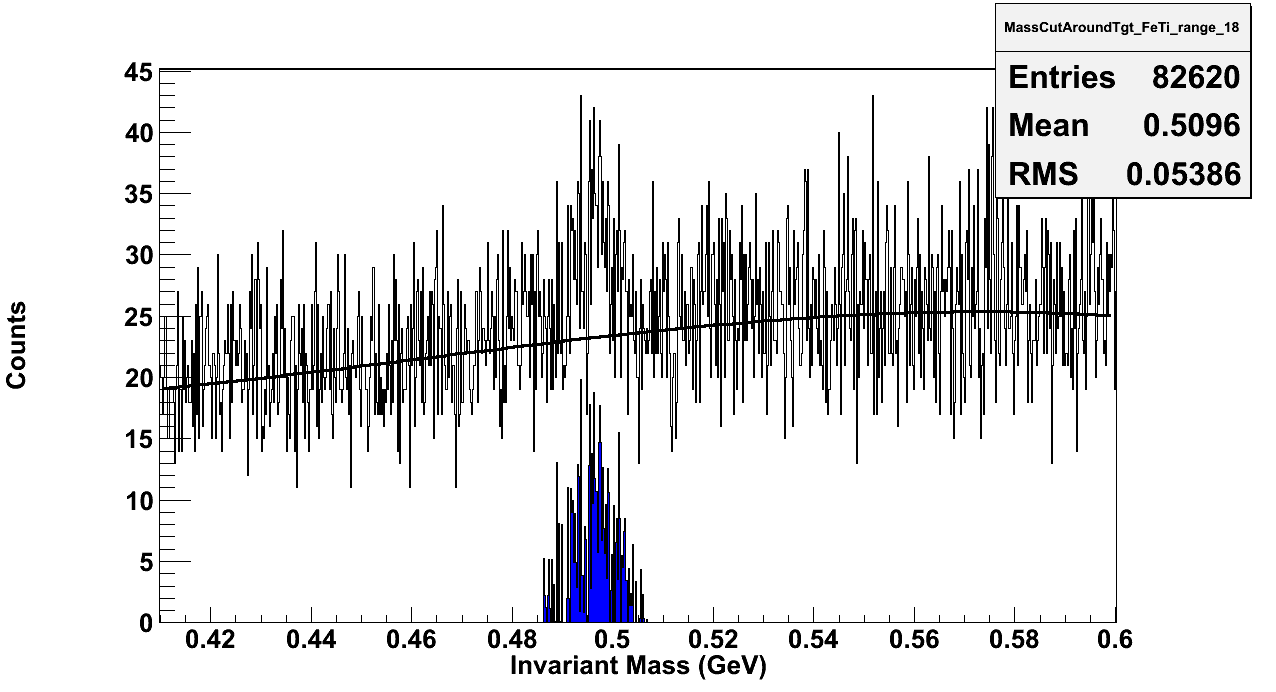 MassCutAroundTgt_FeTi_range_18
Entries 82620
Mean 0.5096
RMS 0.05386
45
40
35
30
25
20
15
10
5
0
Counts
0.42 0.44 0.46 0.48 0.5 0.52 0.54 0.56 0.58 0.6
Invariant Mass (GeV)